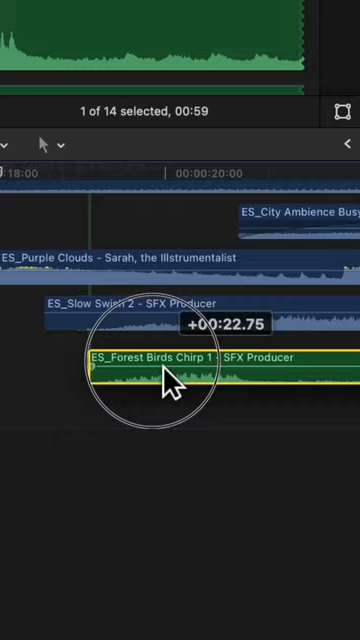 1 of 14 selected, 00:59
:18:00
00:00:20:00
ES_City Ambience Busy
ES_Purple Clouds - Sarah, the Illstrumentalist
ES_Slow Swish 2 - SFX Producer
+00:22.75
ES_Forest Birds Chirp 1 - SFX Producer